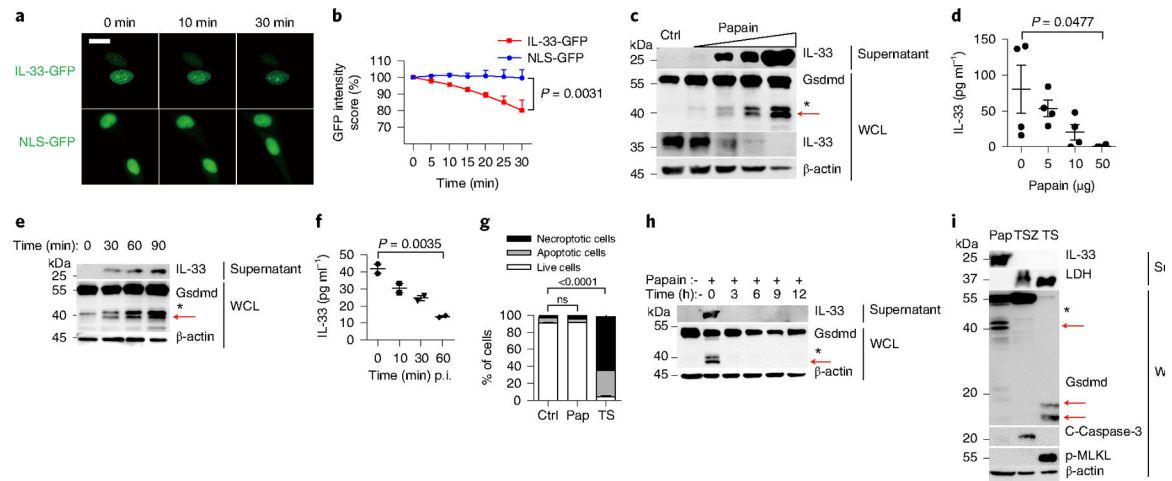 a
0 min 10 min 30 min
IL-33-GFP
NLS-GFP
b
IL-33-GFP
NLS-GFP
GFP intensity
score (%)
100
90
80
P = 0.0031
0 5 10 15 20 25 30
Time (min)
c
Papain
Ctrl
kDa
25
IL-33
Supernatant
55
Gsdmd
*
40
WCL
IL-33
45
β-actin
d
P = 0.0477
IL-33 (pg ml⁻¹)
150
100
50
0
0 5 10 50
Papain (µg)
e
Time (min): 0 30 60 90
kDa
25
IL-33
Supernatant
55
Gsdmd
*
40
WCL
45
β-actin
f
P = 0.0035
IL-33 (pg ml⁻¹)
50
40
30
20
10
0
0 10 30 60
Time (min) p.i.
g
Necroptotic cells
Apoptotic cells
Live cells
<0.0001
ns
% of cells
100
80
60
40
20
0
Ctrl Pap TS
h
Papain :- + + + + +
Time (h):- 0 3 6 9 12
kDa
IL-33
Supernatant
55
Gsdmd
*
40
WCL
45
β-actin
i
Pap TSZ TS
kDa
25
IL-33
37
LDH
55
*
40
Gsdmd
20
20
C-Caspase-3
55
p-MLKL
β-actin